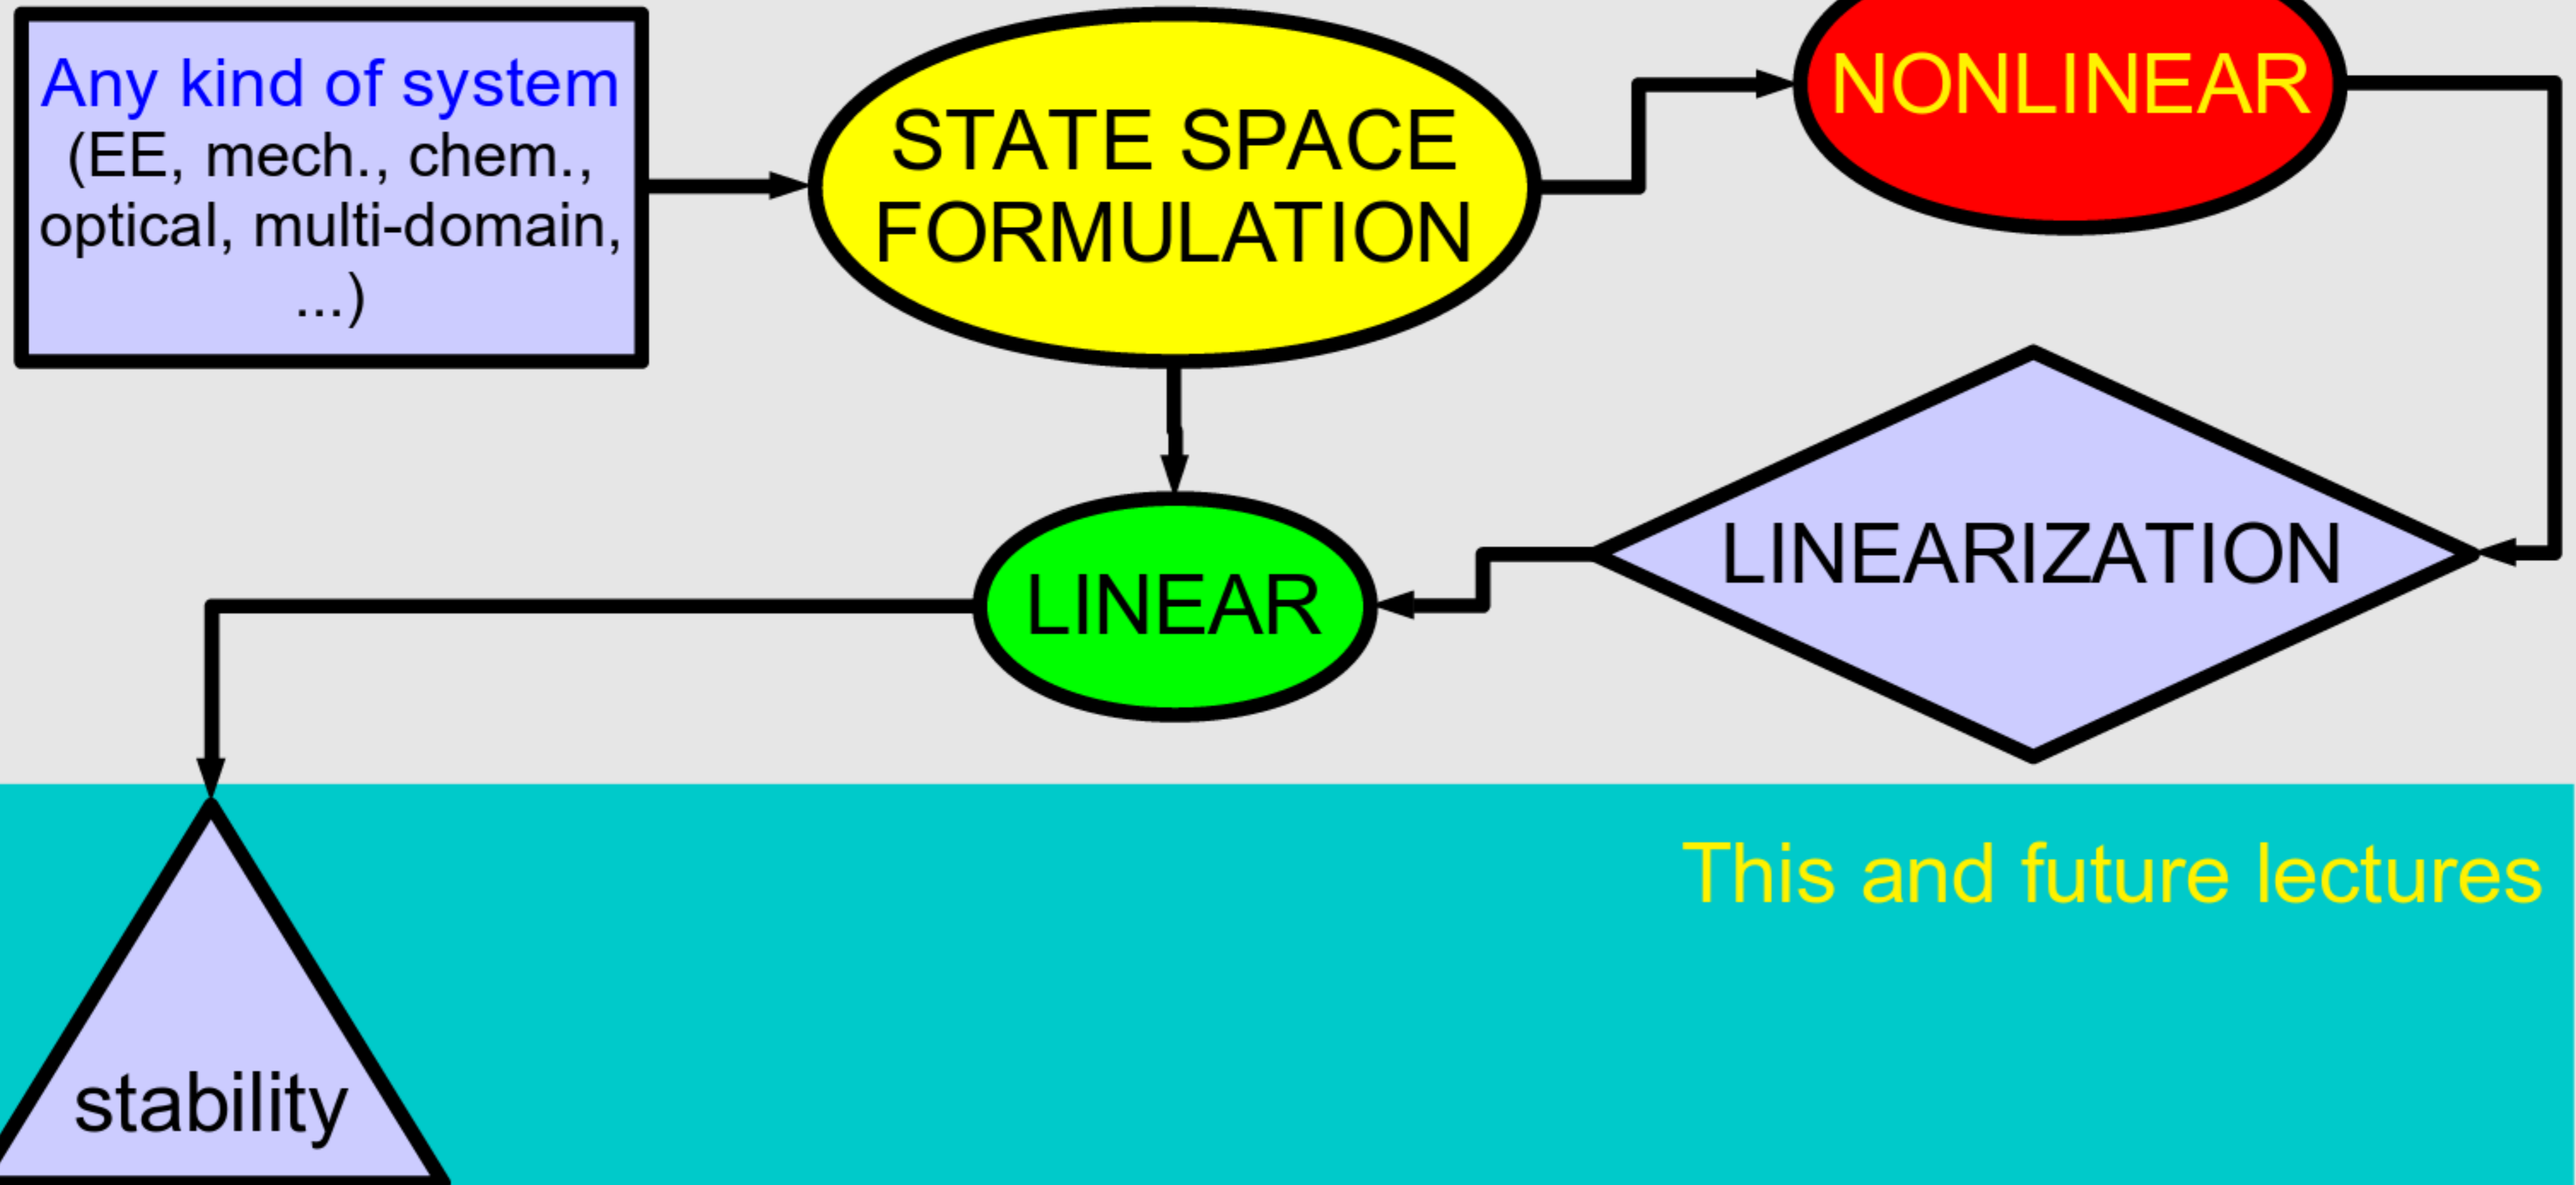 Any kind of system
(EE, mech., chem.,
optical, multi-domain,
...)
STATE SPACE
FORMULATION
NONLINEAR
LINEARIZATION
LINEAR
This and future lectures
stability